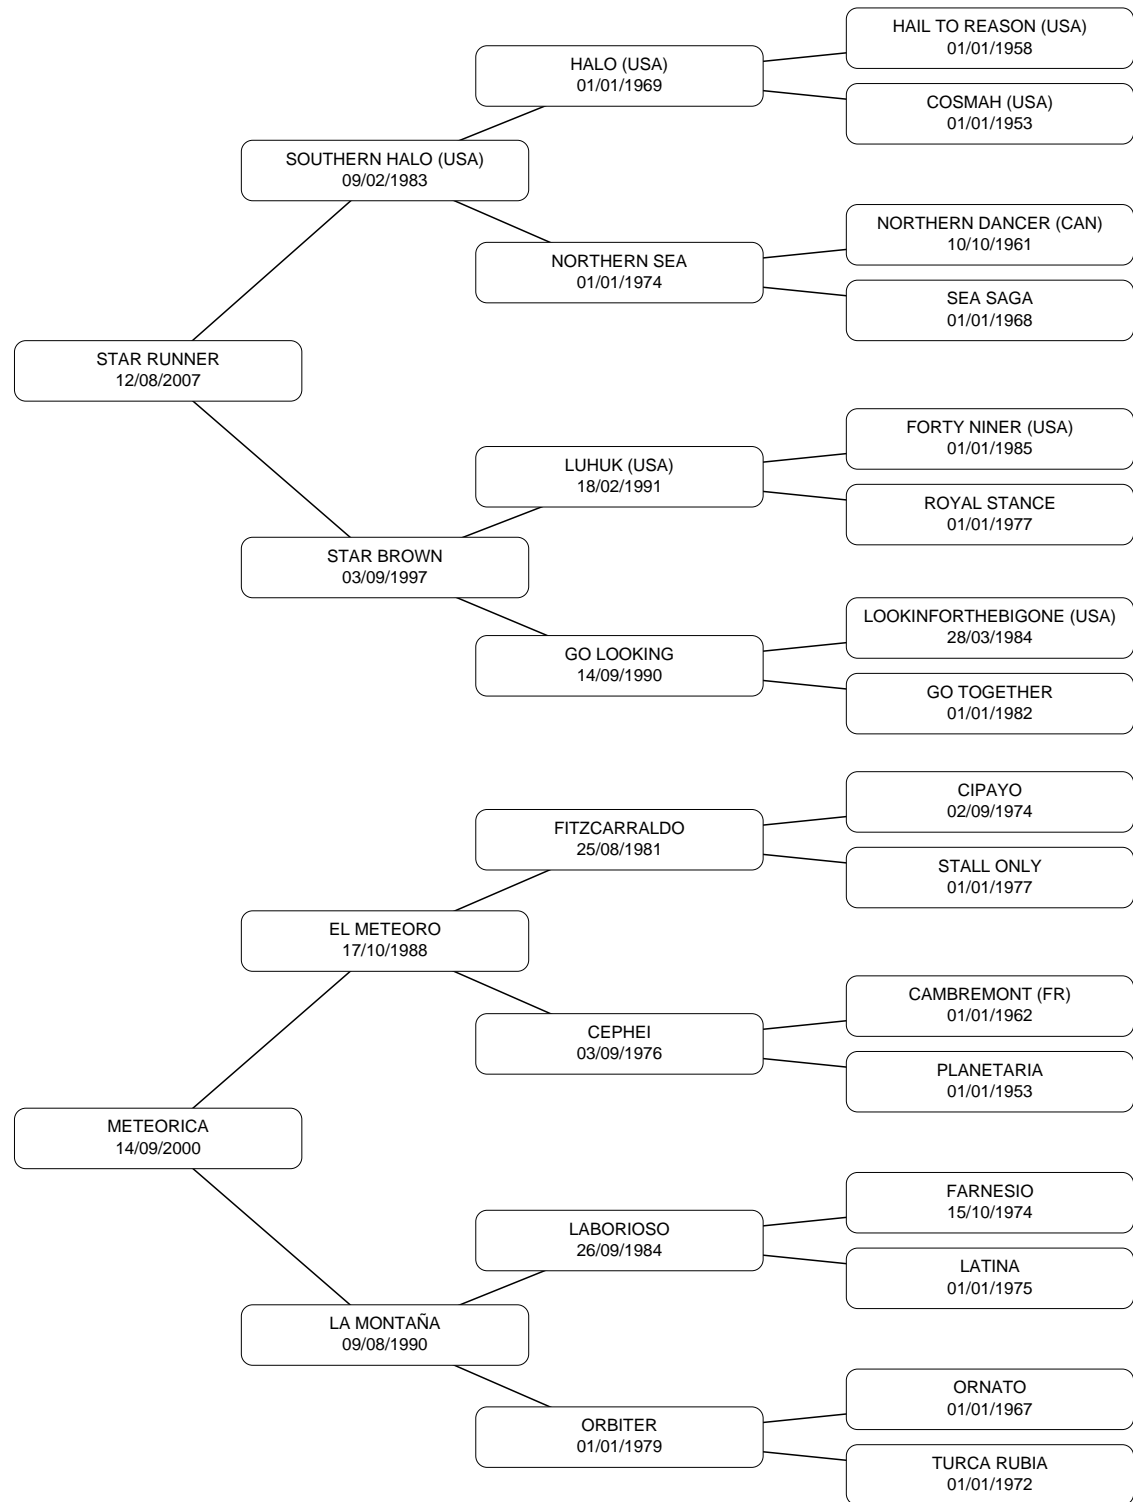 HAIL TO REASON (USA)
01/01/1958
HALO (USA)
01/01/1969
COSMAH (USA)
01/01/1953
SOUTHERN HALO (USA)
09/02/1983
NORTHERN DANCER (CAN)
10/10/1961
NORTHERN SEA
01/01/1974
SEA SAGA
01/01/1968
STAR RUNNER
12/08/2007
FORTY NINER (USA)
01/01/1985
LUHUK (USA)
18/02/1991
ROYAL STANCE
01/01/1977
STAR BROWN
03/09/1997
LOOKINFORTHEBIGONE (USA)
28/03/1984
GO LOOKING
14/09/1990
GO TOGETHER
01/01/1982
CIPAYO
02/09/1974
FITZCARRALDO
25/08/1981
STALL ONLY
01/01/1977
EL METEORO
17/10/1988
CAMBREMONT (FR)
01/01/1962
CEPHEI
03/09/1976
PLANETARIA
01/01/1953
METEORICA
14/09/2000
FARNESIO
15/10/1974
LABORIOSO
26/09/1984
LATINA
01/01/1975
LA MONTAÑA
09/08/1990
ORNATO
01/01/1967
ORBITER
01/01/1979
TURCA RUBIA
01/01/1972